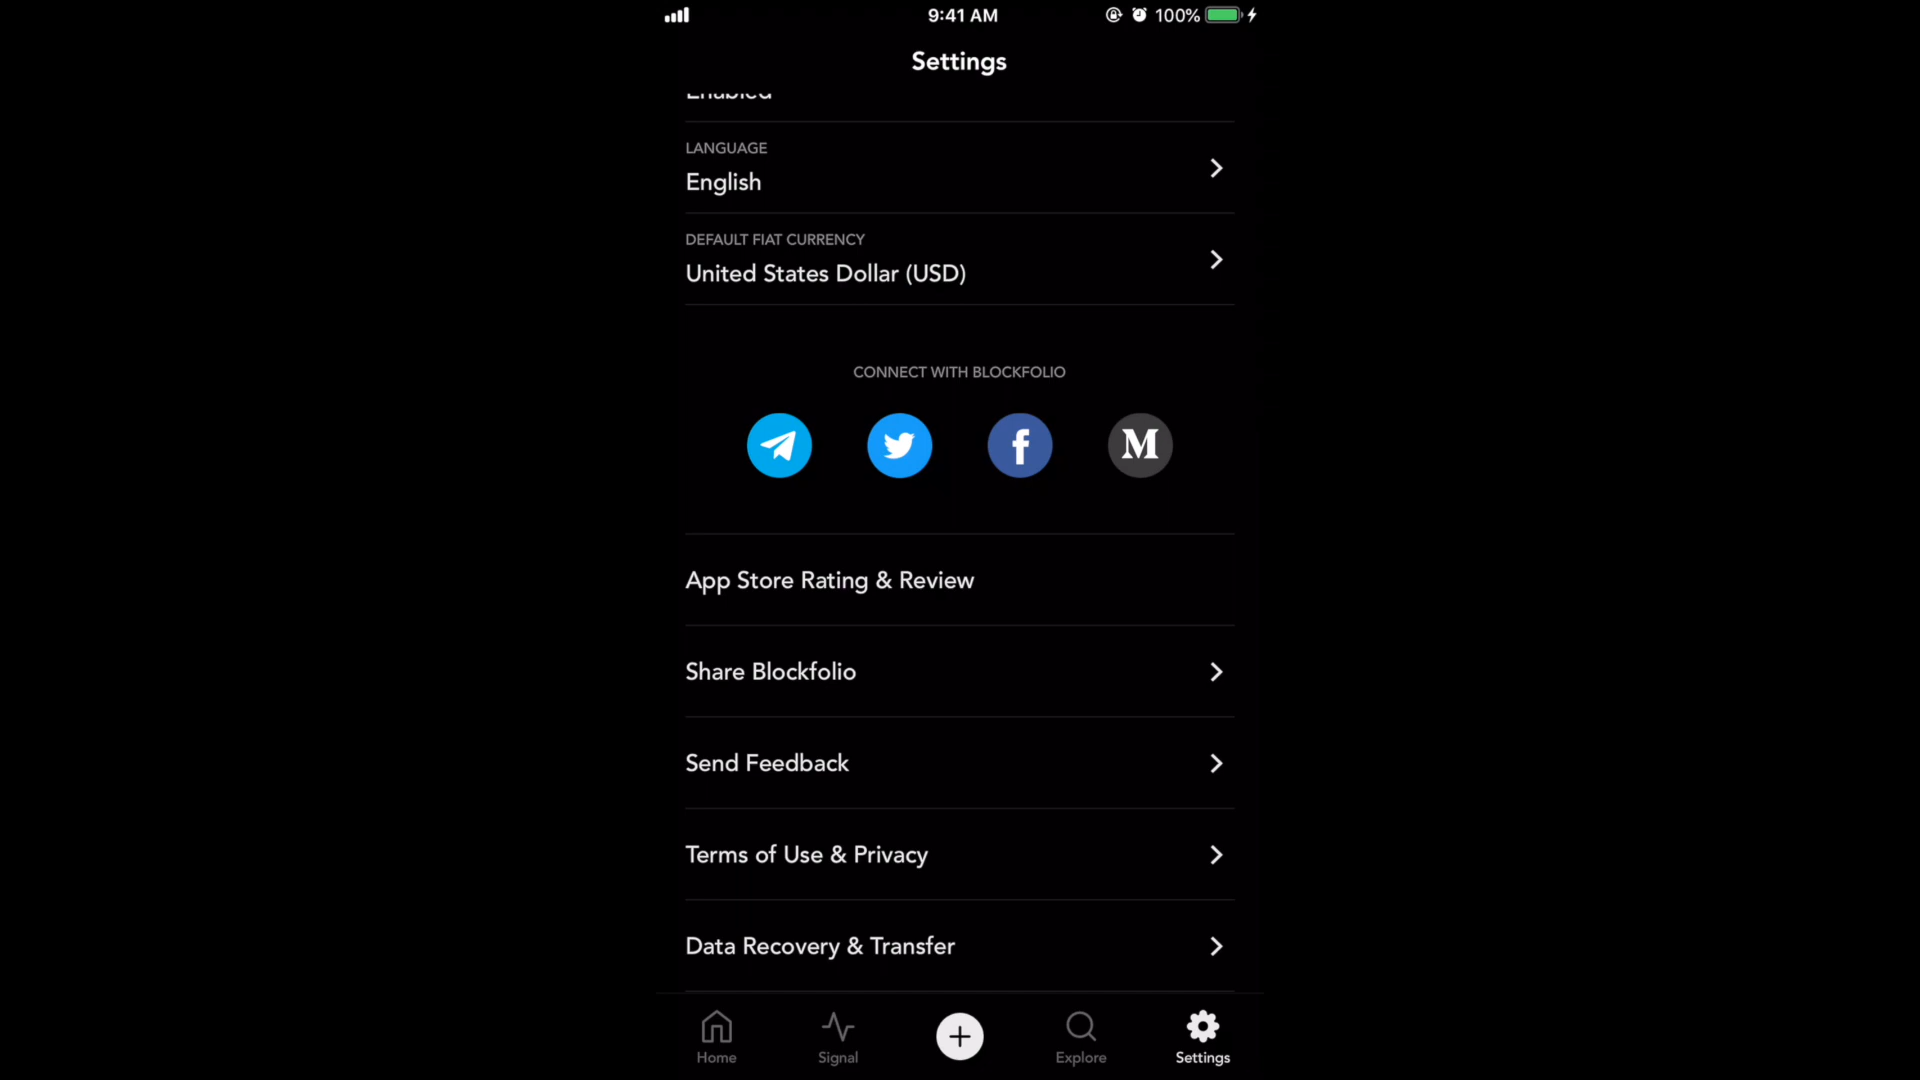 9:41 AM
100%
Settings
Enabled
LANGUAGE
English
DEFAULT FIAT CURRENCY
United States Dollar (USD)
CONNECT WITH BLOCKFOLIO
f
M
App Store Rating & Review
Share Blockfolio
Send Feedback
Terms of Use & Privacy
Data Recovery & Transfer
Home
Signal
Explore
Settings